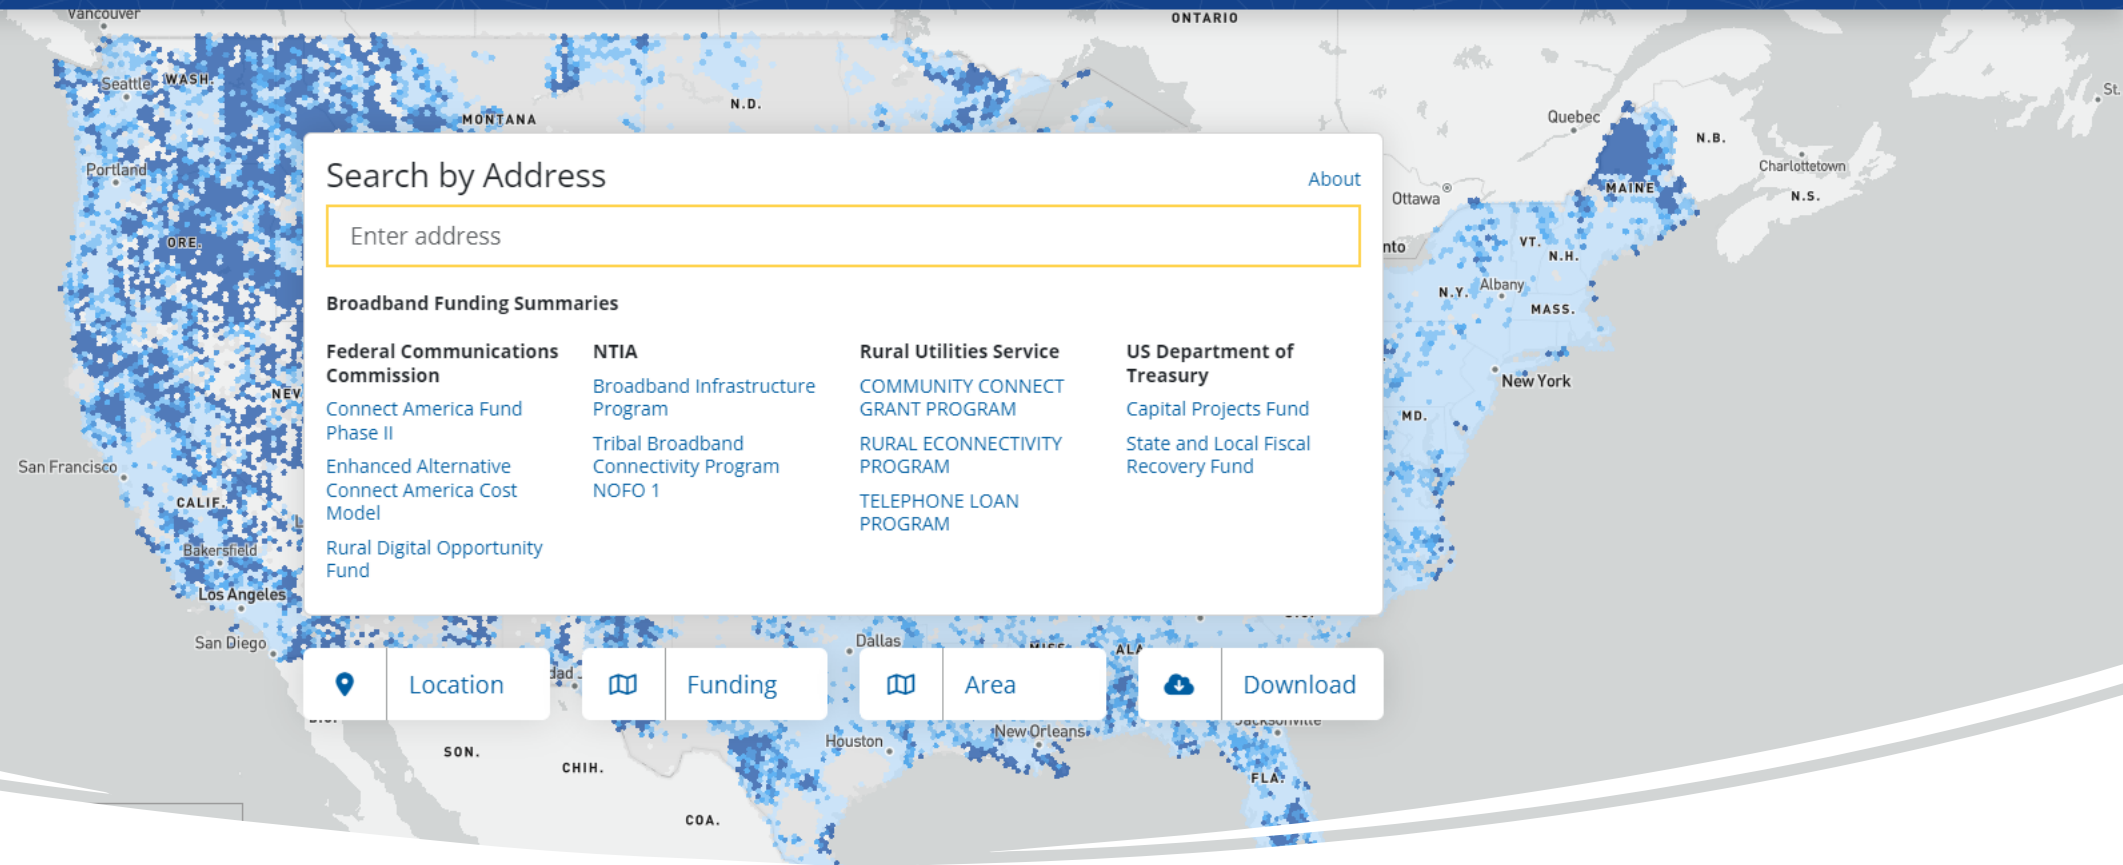 Vancouver
ONTARIO
Seattle
WASH.
MONTANA
N.D.
St.
Quebec
N.B.
Portland
Charlottetown
MAINE
N.S.
Ottawa
Search by Address
About
Enter address
ORE.
nto
VT.
N.H.
Albany
N.Y.
MASS.
Broadband Funding Summaries
Federal Communications
Commission
Connect America Fund
Phase II
Enhanced Alternative
Connect America Cost
Model
Rural Digital Opportunity
Fund
NTIA
Broadband Infrastructure
Program
Tribal Broadband
Connectivity Program
NOFO 1
Rural Utilities Service
COMMUNITY CONNECT
GRANT PROGRAM
RURAL ECONNECTIVITY
PROGRAM
TELEPHONE LOAN
PROGRAM
US Department of
Treasury
Capital Projects Fund
State and Local Fiscal
Recovery Fund
NEV
New York
MD.
San Francisco
CALIF.
Bakersfield
Los Angeles
San Diego
Dallas
MISS.
ALA
dad
Location
Funding
Area
Download
Jacksonville
New Orleans
Houston
SON.
CHIH.
FLA.
COA.